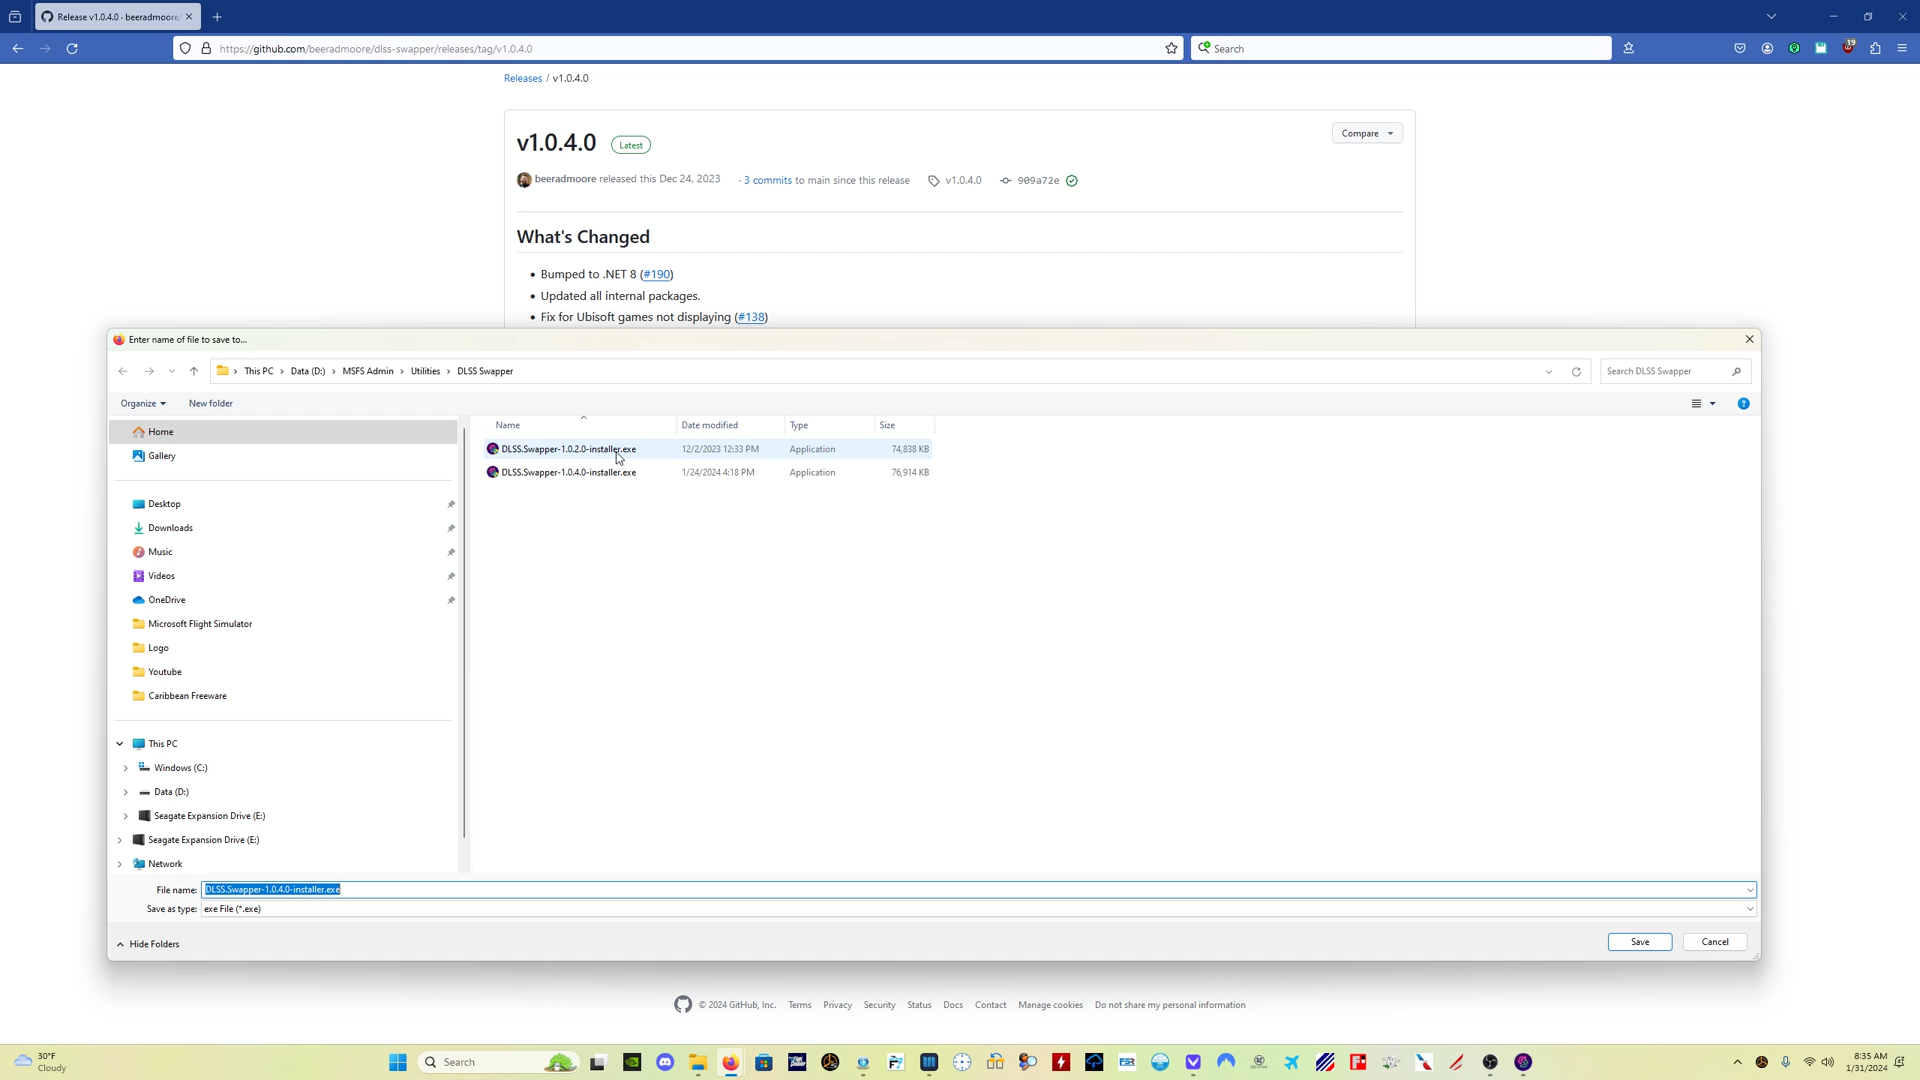 Release v1.0.4.0 · beeradmoore/
https://github.com/beeradmoore/dlss-swapper/releases/tag/v1.0.4.0
Search
19
Releases / v1.0.4.0
v1.0.4.0
Latest
Compare
beeradmoore released this Dec 24, 2023
· 3 commits to main since this release
v1.0.4.0
909a72e
What's Changed
• Bumped to .NET 8 (#190)
• Updated all internal packages.
• Fix for Ubisoft games not displaying (#138)
Enter name of file to save to...
This PC > Data (D:) > MSFS Admin > Utilities > DLSS Swapper
Search DLSS Swapper
Organize
New folder
Home
Gallery
Desktop
Downloads
Music
Videos
OneDrive
Microsoft Flight Simulator
Logo
Youtube
Caribbean Freeware
This PC
Windows (C:)
Data (D:)
Seagate Expansion Drive (E:)
Seagate Expansion Drive (E:)
Network
Name Date modified Type Size
DLSS.Swapper-1.0.2.0-installer.exe 12/2/2023 12:33 PM Application 74,838 KB
DLSS.Swapper-1.0.4.0-installer.exe 1/24/2024 4:18 PM Application 76,914 KB
File name: DLSS.Swapper-1.0.4.0-installer.exe
Save as type: exe File (*.exe)
Hide Folders
Save
Cancel
© 2024 GitHub, Inc. Terms Privacy Security Status Docs Contact Manage cookies Do not share my personal information
30°F
Cloudy
Search
8:35 AM
1/31/2024